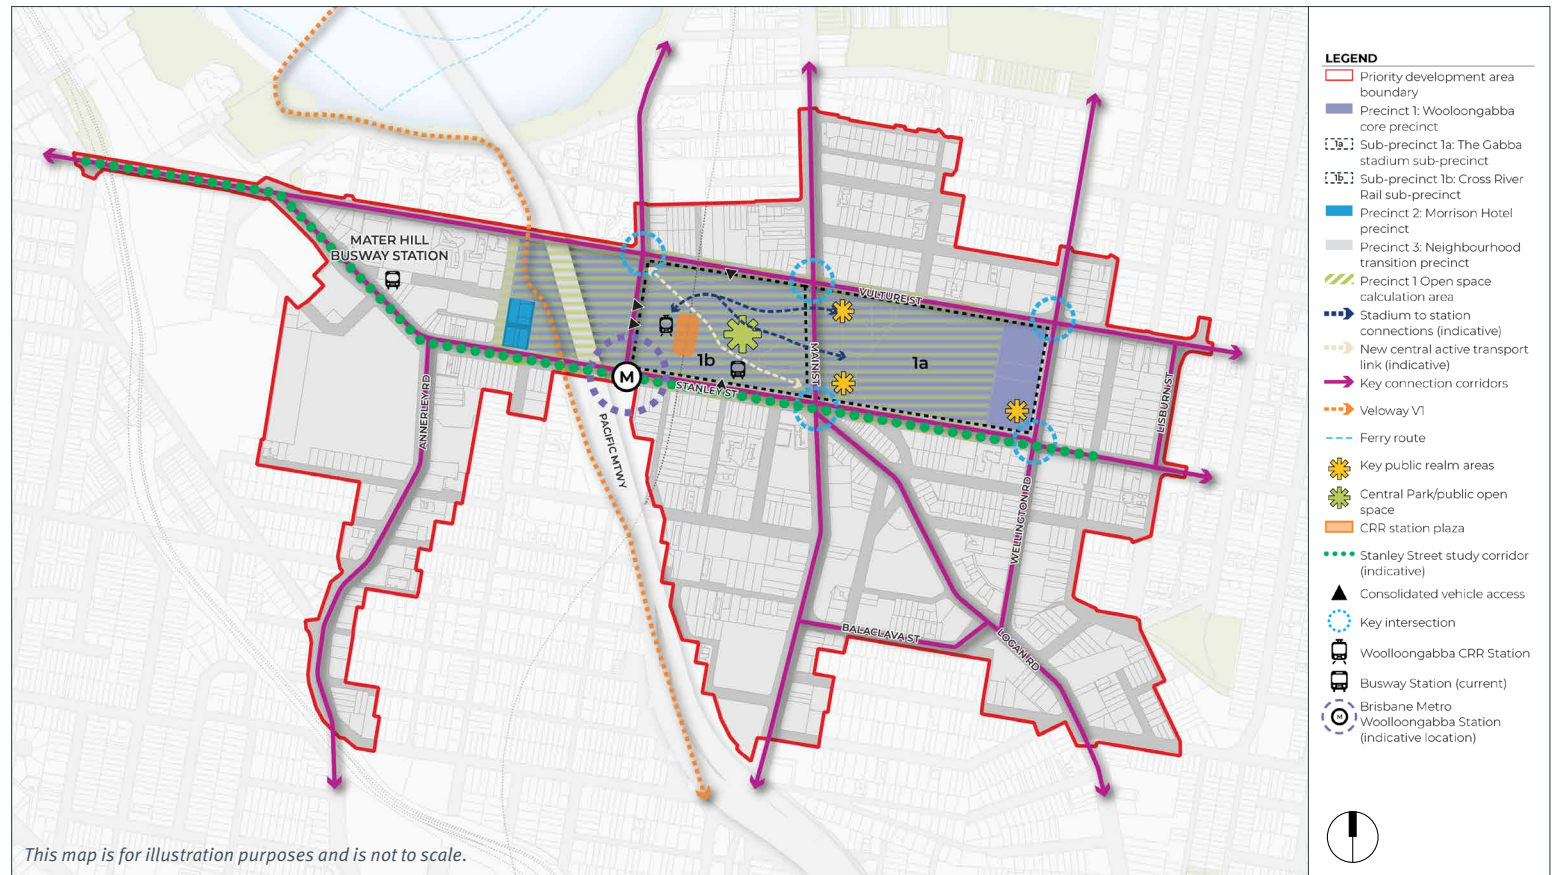 MATER HILL
BUSWAY STATION
VULTURE ST
MAIN ST
1a
1b
STANLEY ST
M
ANNERLEY RD
PACIFIC MTWY
LISBURN ST
WELLINGTON RD
BALACLAVA ST
LOGAN RD
This map is for illustration purposes and is not to scale.
LEGEND
Priority development area
boundary
Precinct 1: Wooloongabba
core precinct
1a
Sub-precinct 1a: The Gabba
stadium sub-precinct
1b
Sub-precinct 1b: Cross River
Rail sub-precinct
Precinct 2: Morrison Hotel
precinct
Precinct 3: Neighbourhood
transition precinct
Precinct 1 Open space
calculation area
Stadium to station
connections (indicative)
New central active transport
link (indicative)
Key connection corridors
Veloway V1
Ferry route
Key public realm areas
Central Park/public open
space
CRR station plaza
Stanley Street study corridor
(indicative)
Consolidated vehicle access
Key intersection
Woolloongabba CRR Station
Busway Station (current)
M
Brisbane Metro
Woolloongabba Station
(indicative location)